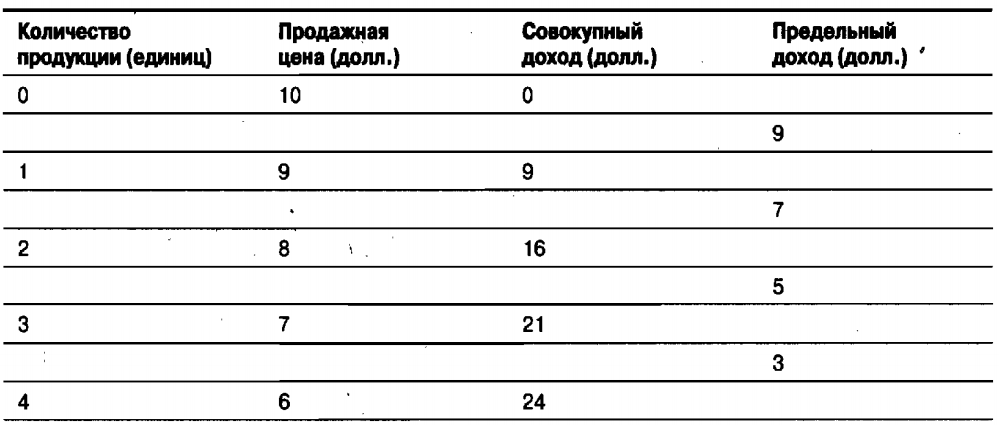 Количество Продажная Совокупный Предельный
продукции (единиц) цена (долл.) доход (долл.) доход (долл.)
0 10 0
9
1 9 9
7
2 8 16
5
3 7 21
3
4 6 24